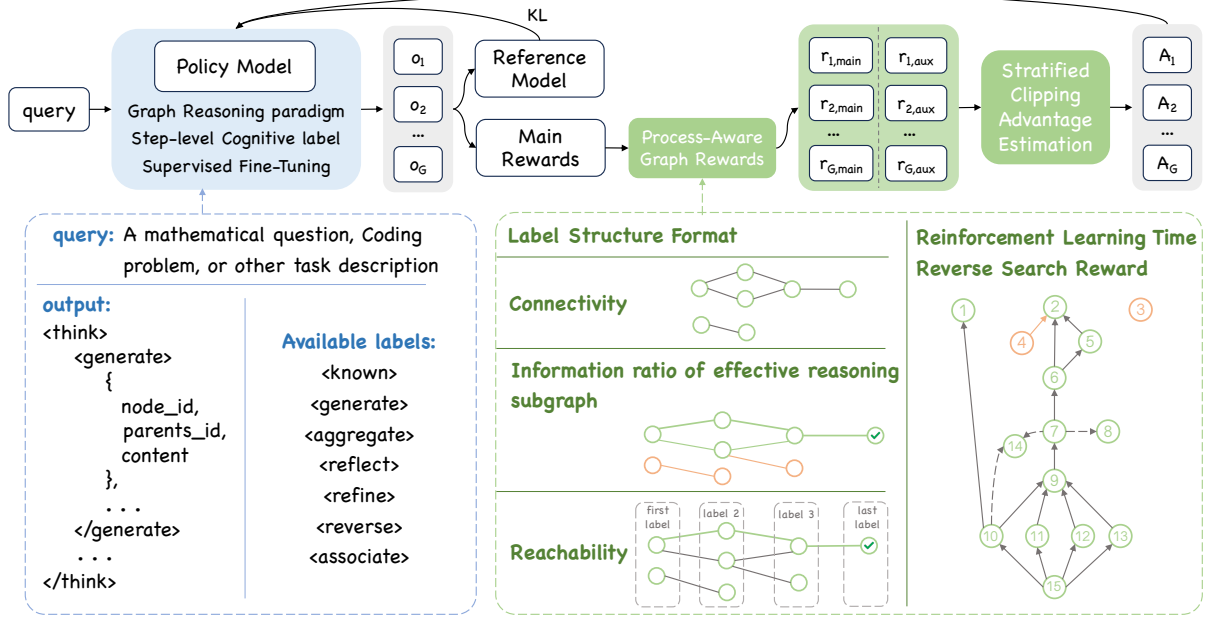 KL
query
Policy Model
Graph Reasoning paradigm
Step-level Cognitive label
Supervised Fine-Tuning
o1
o2
...
oG
Reference
Model
Main
Rewards
Process-Aware
Graph Rewards
r1,main
r1,aux
r2,main
r2,aux
...
...
rG,main
rG,aux
Stratified
Clipping
Advantage
Estimation
A1
A2
...
AG
query: A mathematical question, Coding
problem, or other task description
output:
<think>
<generate>
{
node_id,
parents_id,
content
},
. . .
</generate>
. . .
</think>
Available labels:
<known>
<generate>
<aggregate>
<reflect>
<refine>
<reverse>
<associate>
Label Structure Format
Connectivity
Information ratio of effective reasoning
subgraph
Reachability
first
label
label 2
label 3
last
label
Reinforcement Learning Time
Reverse Search Reward
1
2
3
4
5
6
7
8
14
9
10
11
12
13
15